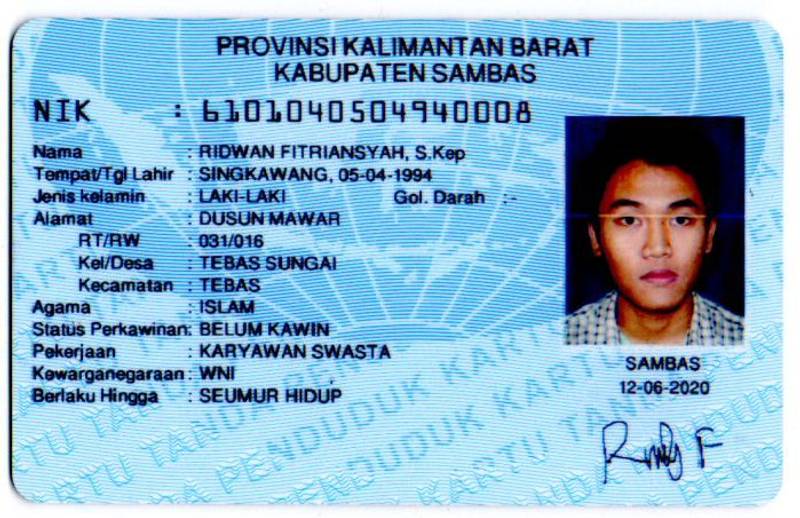 PROVINSI KALIMANTAN BARAT
KABUPATEN SAMBAS
NIK : 6101040504940008
Nama : RIDWAN FITRIANSYAH, S.Kep
Tempat/Tgl Lahir : SINGKAWANG, 05-04-1994
Jenis kelamin : LAKI-LAKI Gol. Darah :-
Alamat : DUSUN MAWAR
RT/RW : 031/016
Kel/Desa : TEBAS SUNGAI
Kecamatan : TEBAS
Agama : ISLAM
Status Perkawinan: BELUM KAWIN
Pekerjaan : KARYAWAN SWASTA
Kewarganegaraan : WNI
Berlaku Hingga : SEUMUR HIDUP
SAMBAS
12-06-2020
KARTU TANDA PENDUDUK KARTU TANDA PENDUDUK